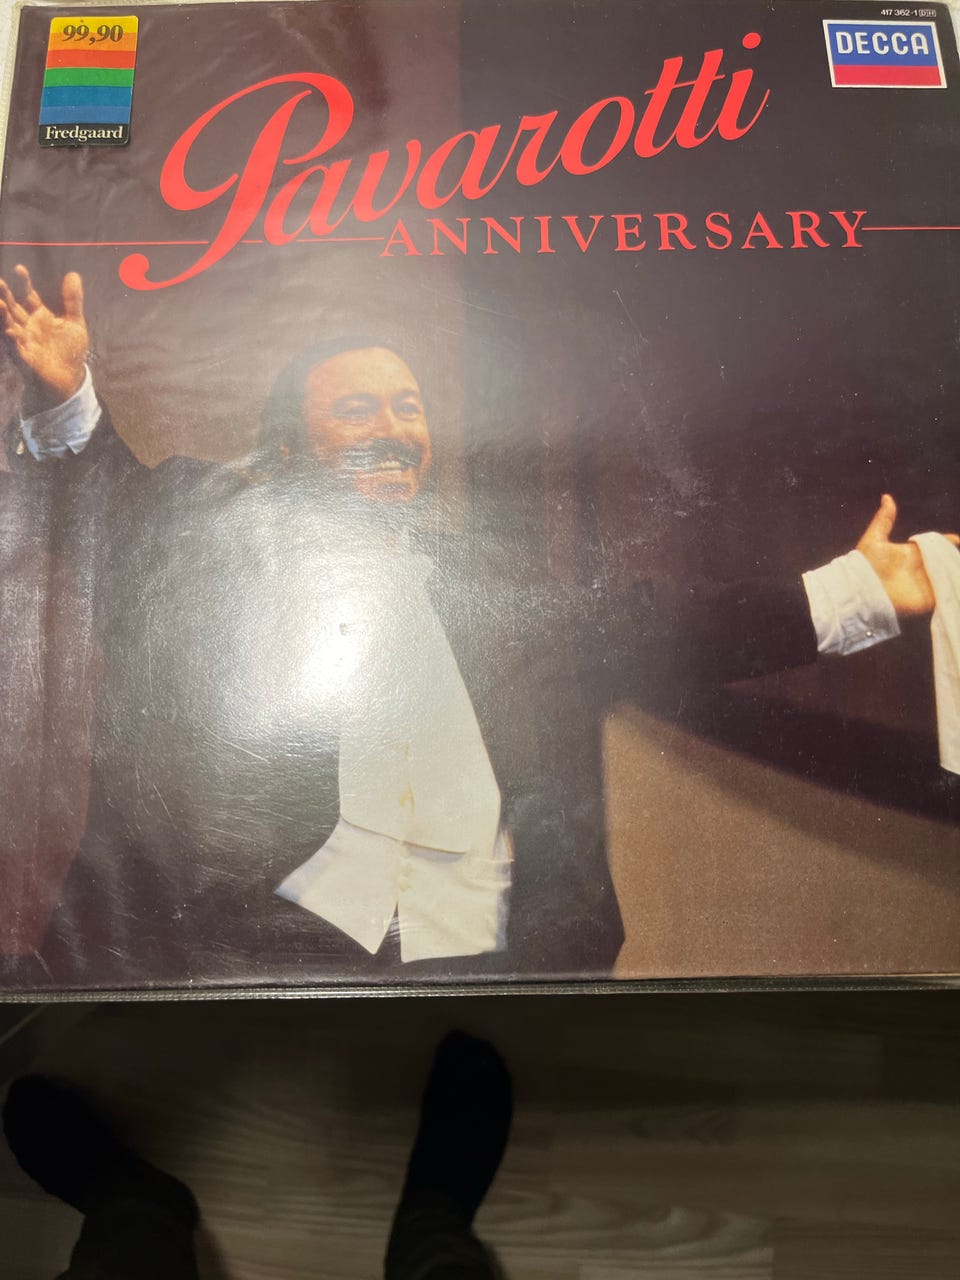 417 362-1
99,90
Fredgaard
DECCA
Pavarotti
ANNIVERSARY